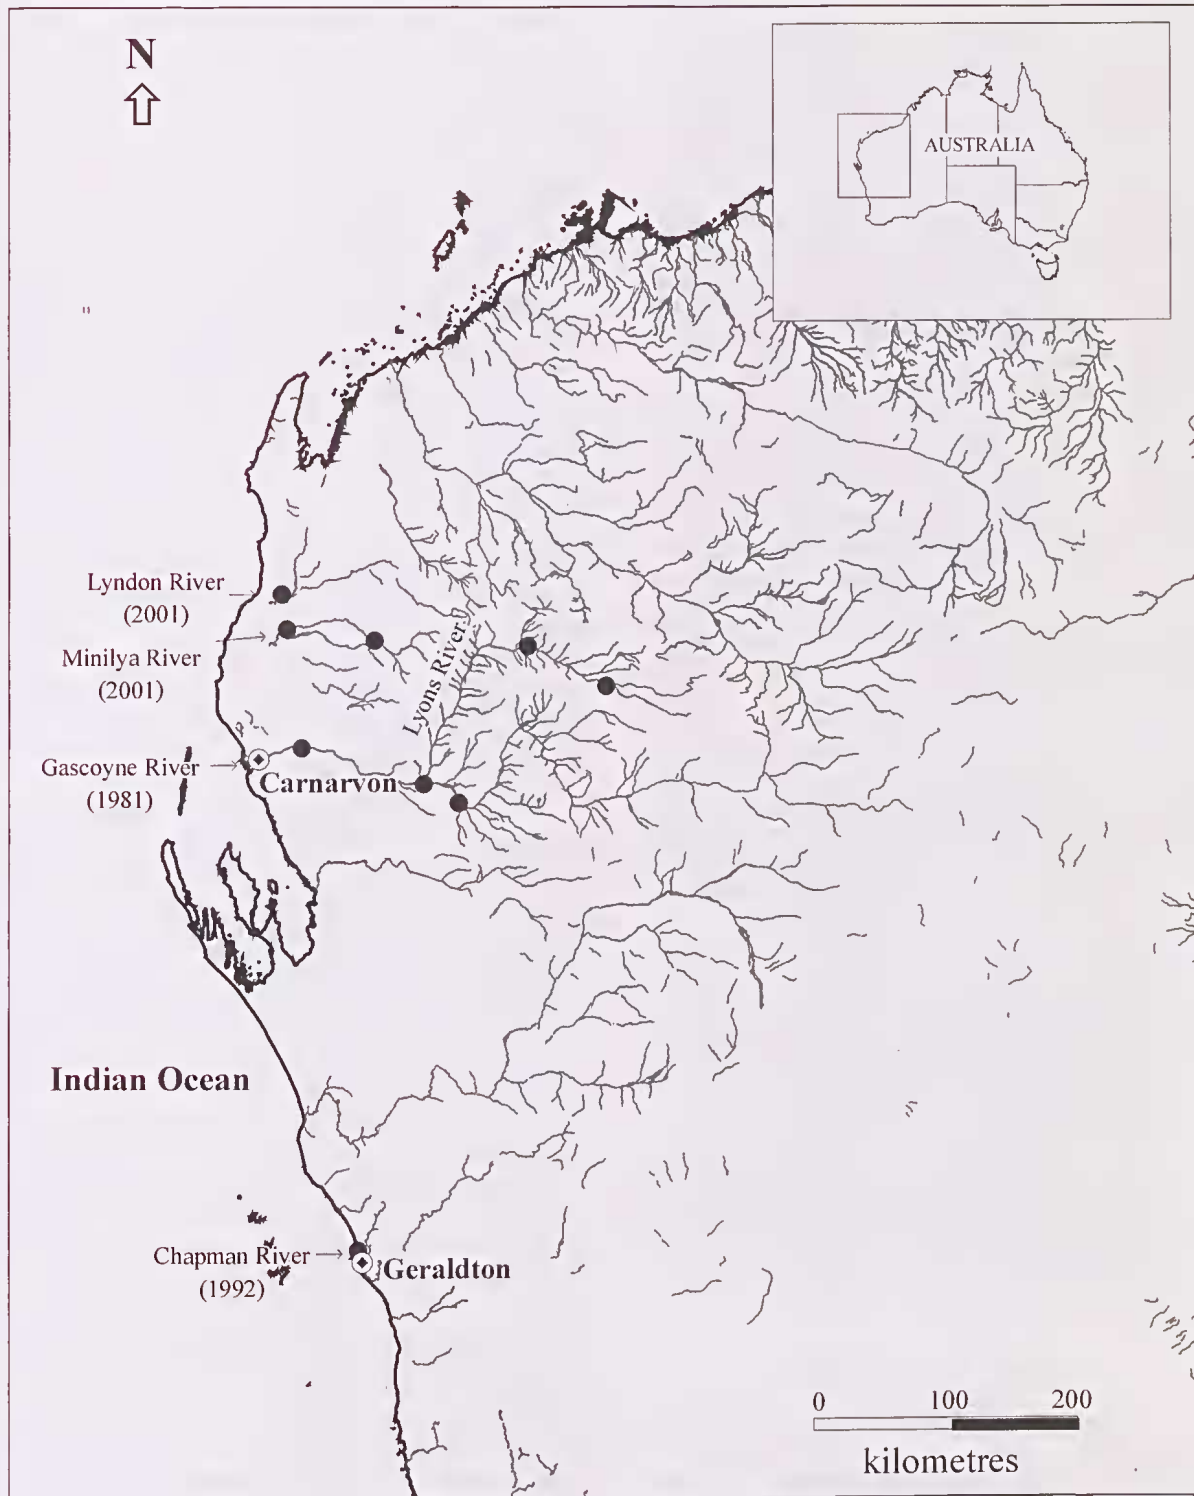 N
AUSTRALIA
Lyndon River
(2001)
Minilya River
(2001)
Lyons River
Gascoyne River
(1981)
Carnarvon
Indian Ocean
Chapman River
(1992)
Geraldton
0 100 200
kilometres